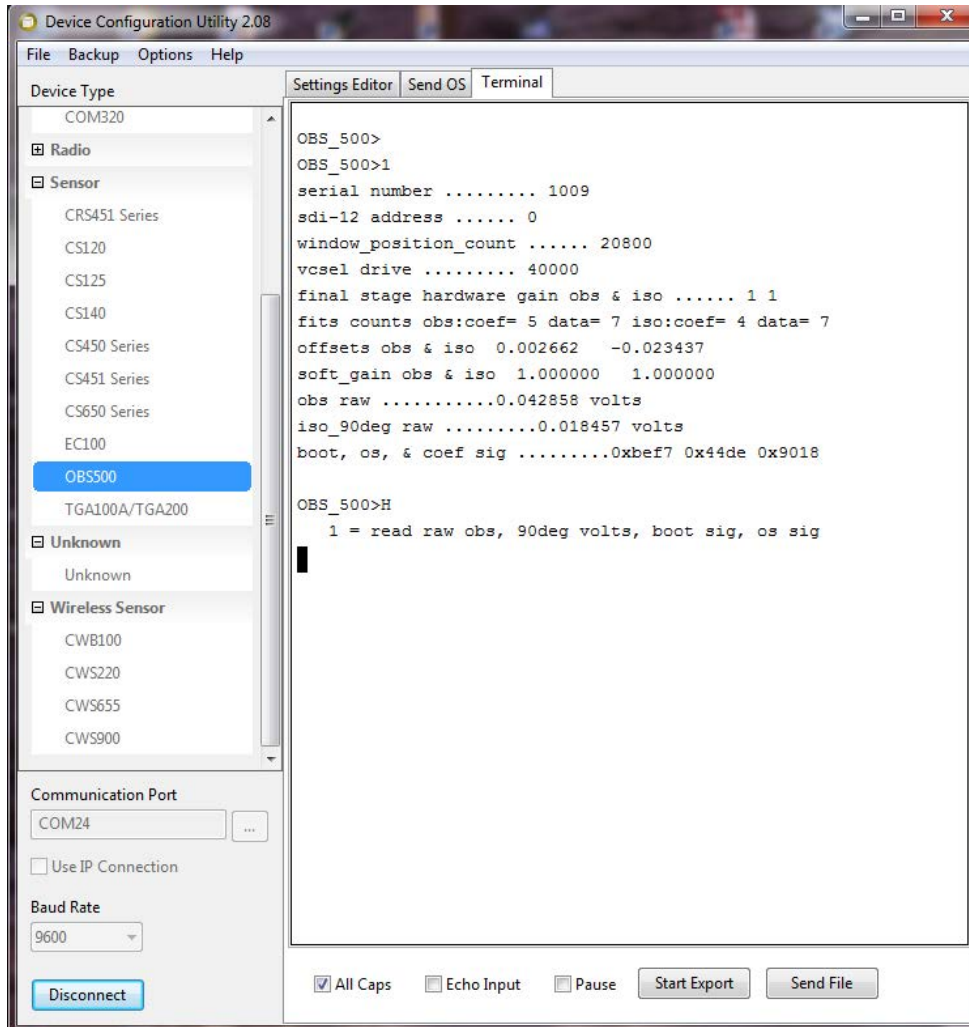 Device Configuration Utility 2.08
File Backup Options Help
Device Type
COM320
Radio
Sensor
CRS451 Series
CS120
CS125
CS140
CS450 Series
CS451 Series
CS650 Series
EC100
OBS500
TGA100A/TGA200
Unknown
Unknown
Wireless Sensor
CWB100
CWS220
CWS655
CWS900
Communication Port
COM24
...
Use IP Connection
Baud Rate
9600
Disconnect
Settings Editor Send OS Terminal
OBS_500>
OBS_500>1
serial number ......... 1009
sdi-12 address ...... 0
window_position_count ...... 20800
vcsel drive ......... 40000
final stage hardware gain obs & iso ...... 1 1
fits counts obs:coef= 5 data= 7 iso:coef= 4 data= 7
offsets obs & iso  0.002662   -0.023437
soft_gain obs & iso  1.000000   1.000000
obs raw ...........0.042858 volts
iso_90deg raw .........0.018457 volts
boot, os, & coef sig .........0xbef7 0x44de 0x9018
OBS_500>H
1 = read raw obs, 90deg volts, boot sig, os sig
All Caps Echo Input Pause Start Export Send File